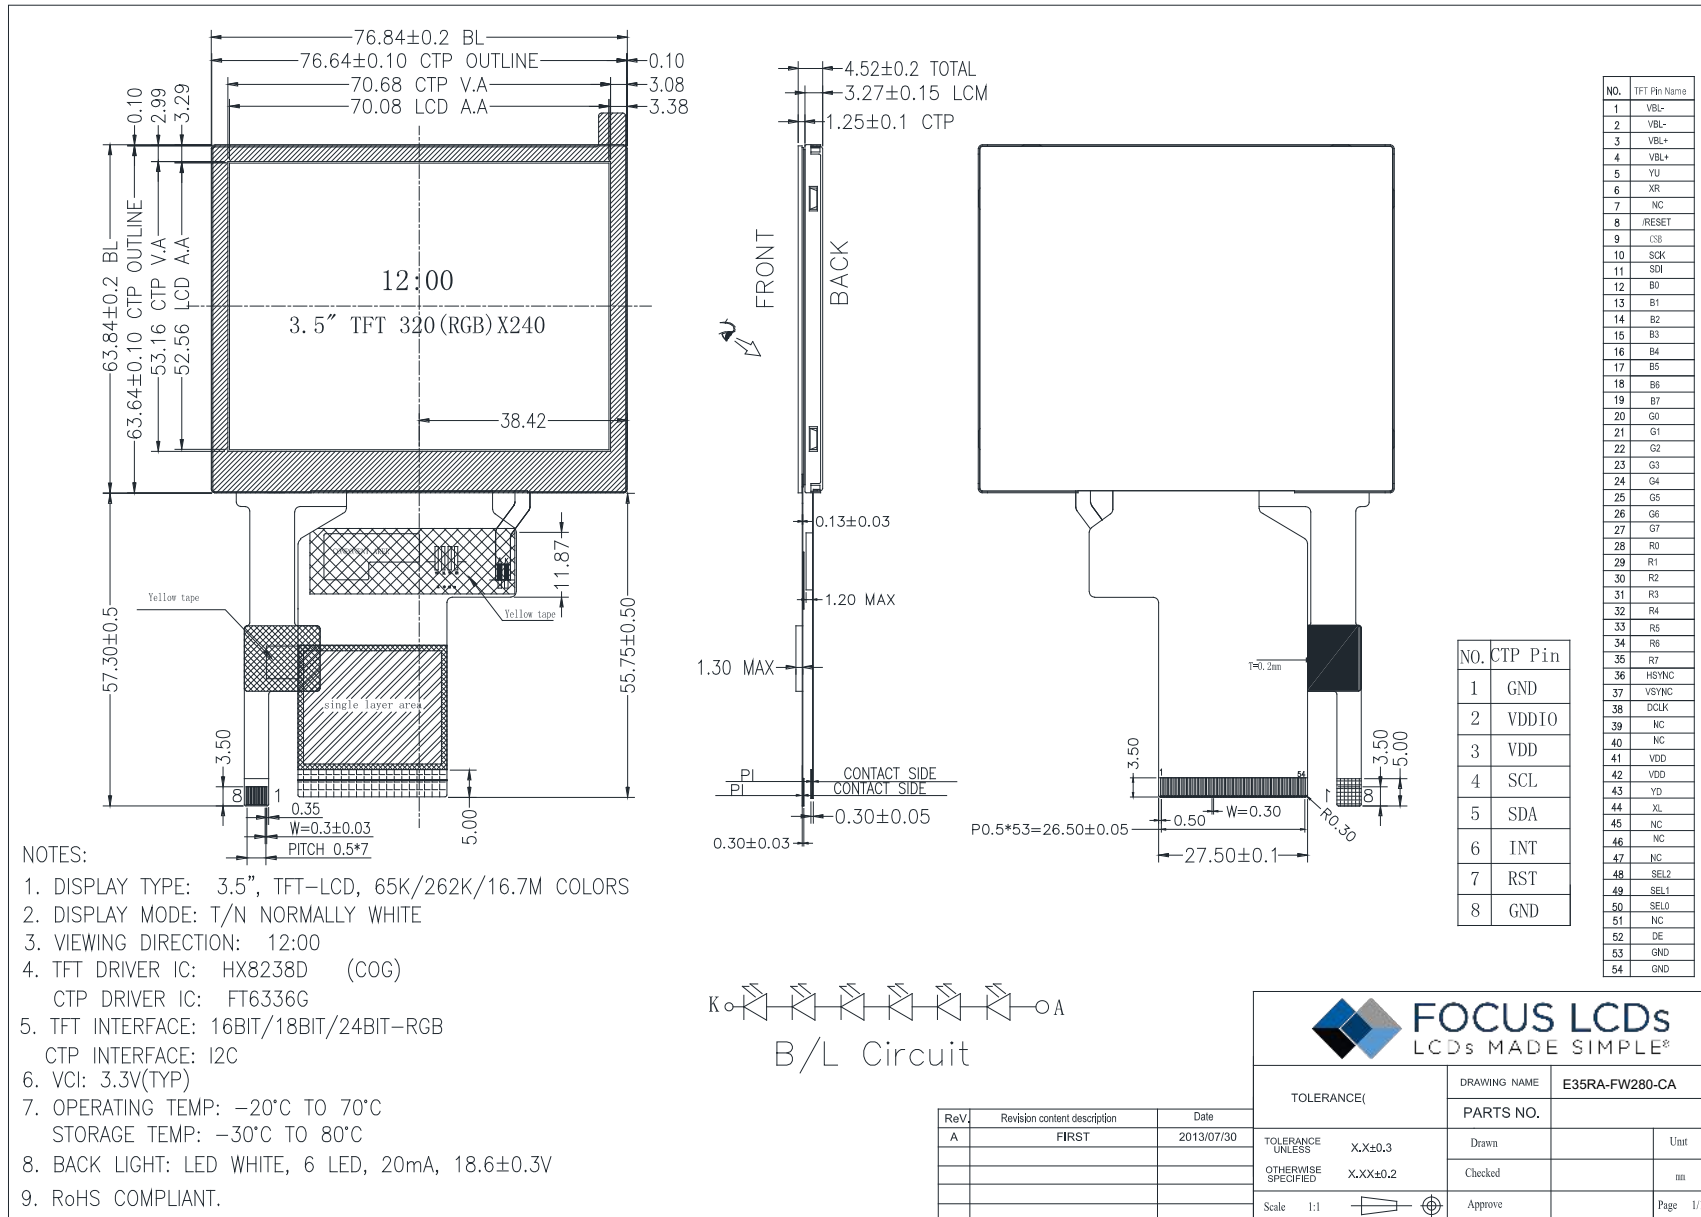 76.84±0.2 BL
76.64±0.10 CTP OUTLINE
0.10
70.68 CTP V.A
3.08
70.08 LCD A.A
3.38
0.10
2.99
3.29
63.84±0.2 BL
63.64±0.10 CTP OUTLINE
53.16 CTP V.A
52.56 LCD A.A
12:00
3.5" TFT 320(RGB)X240
38.42
57.30±0.5
55.75±0.50
11.87
Yellow tape
Yellow tape
single layer area
3.50
8 1
0.35
W=0.3±0.03
PITCH 0.5*7
5.00
4.52±0.2 TOTAL
3.27±0.15 LCM
1.25±0.1 CTP
FRONT
BACK
0.13±0.03
1.20 MAX
1.30 MAX
PI CONTACT SIDE
PI CONTACT SIDE
0.30±0.05
0.30±0.03
T=0.2mm
3.50
1 54
0.50
W=0.30
P0.5*53=26.50±0.05
27.50±0.1
R0.30
1 8
3.50
5.00
NO. CTP Pin
1 GND
2 VDDIO
3 VDD
4 SCL
5 SDA
6 INT
7 RST
8 GND
NO. TFT Pin Name
1 VBL-
2 VBL-
3 VBL+
4 VBL+
5 YU
6 XR
7 NC
8 /RESET
9 CSB
10 SCK
11 SDI
12 B0
13 B1
14 B2
15 B3
16 B4
17 B5
18 B6
19 B7
20 G0
21 G1
22 G2
23 G3
24 G4
25 G5
26 G6
27 G7
28 R0
29 R1
30 R2
31 R3
32 R4
33 R5
34 R6
35 R7
36 HSYNC
37 VSYNC
38 DCLK
39 NC
40 NC
41 VDD
42 VDD
43 YD
44 XL
45 NC
46 NC
47 NC
48 SEL2
49 SEL1
50 SEL0
51 NC
52 DE
53 GND
54 GND
NOTES:
1. DISPLAY TYPE: 3.5", TFT-LCD, 65K/262K/16.7M COLORS
2. DISPLAY MODE: T/N NORMALLY WHITE
3. VIEWING DIRECTION: 12:00
4. TFT DRIVER IC: HX8238D (COG)
CTP DRIVER IC: FT6336G
5. TFT INTERFACE: 16BIT/18BIT/24BIT-RGB
CTP INTERFACE: I2C
6. VCI: 3.3V(TYP)
7. OPERATING TEMP: -20°C TO 70°C
STORAGE TEMP: -30°C TO 80°C
8. BACK LIGHT: LED WHITE, 6 LED, 20mA, 18.6±0.3V
9. RoHS COMPLIANT.
K A
B/L Circuit
ReV. Revision content description Date
A FIRST 2013/07/30
FOCUS LCDs
LCDs MADE SIMPLE®
TOLERANCE(
DRAWING NAME E35RA-FW280-CA
PARTS NO.
TOLERANCE UNLESS X.X±0.3
OTHERWISE SPECIFIED X.XX±0.2
Drawn Unit
Checked mm
Scale 1:1 Approve Page 1/